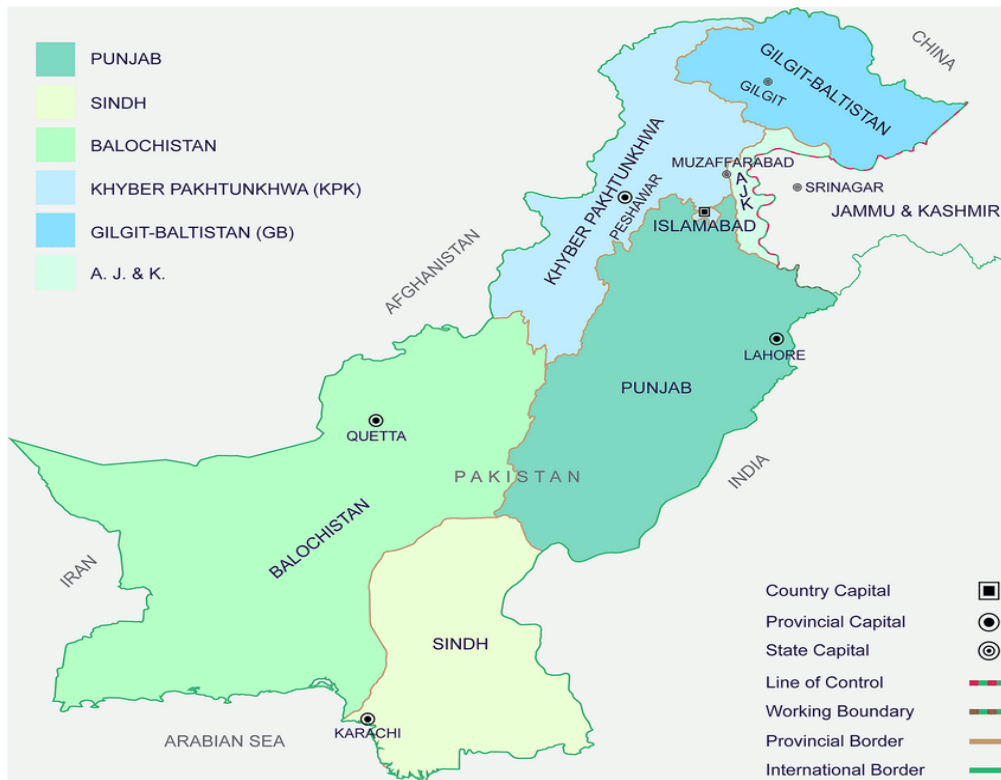 PUNJAB
SINDH
BALOCHISTAN
KHYBER PAKHTUNKHWA (KPK)
GILGIT-BALTISTAN (GB)
A. J. & K.
CHINA
GILGIT-BALTISTAN
GILGIT
KHYBER PAKHTUNKHWA
MUZAFFARABAD
AJK
SRINAGAR
JAMMU & KASHMIR
PESHAWAR
ISLAMABAD
AFGHANISTAN
LAHORE
PUNJAB
QUETTA
PAKISTAN
INDIA
BALOCHISTAN
IRAN
SINDH
KARACHI
ARABIAN SEA
Country Capital
Provincial Capital
State Capital
Line of Control
Working Boundary
Provincial Border
International Border